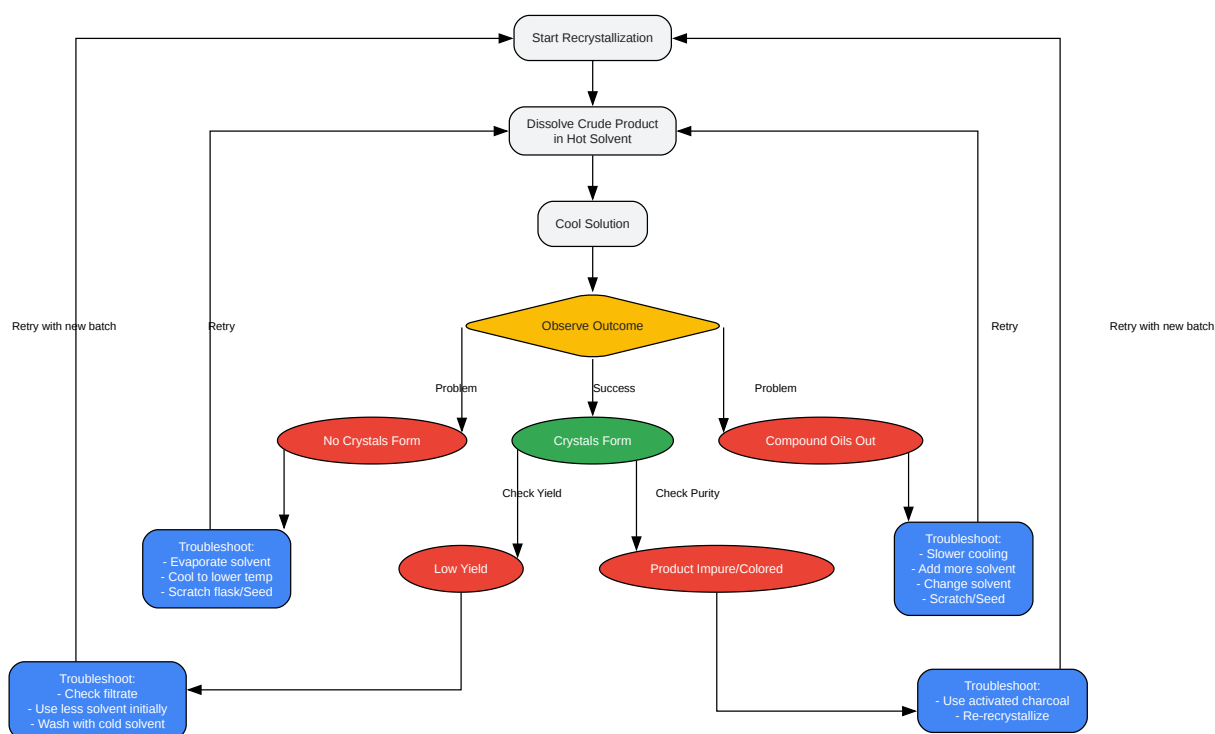 Start Recrystallization
Dissolve Crude Product
in Hot Solvent
Cool Solution
Retry with new batch
Retry
Observe Outcome
Retry
Retry with new batch
Problem
Success
Problem
No Crystals Form
Crystals Form
Compound Oils Out
Check Yield
Check Purity
Troubleshoot:
- Evaporate solvent
- Cool to lower temp
- Scratch flask/Seed
Low Yield
Product Impure/Colored
Troubleshoot:
- Slower cooling
- Add more solvent
- Change solvent
- Scratch/Seed
Troubleshoot:
- Check filtrate
- Use less solvent initially
- Wash with cold solvent
Troubleshoot:
- Use activated charcoal
- Re-recrystallize